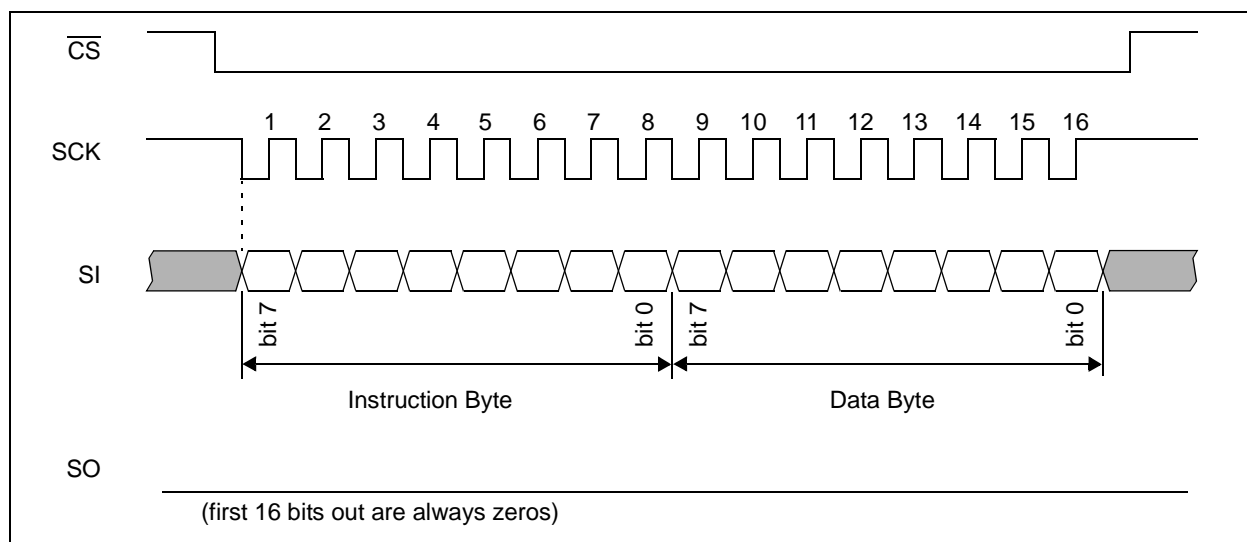 CS
1 2 3 4 5 6 7 8 9 10 11 12 13 14 15 16
SCK
SI
bit 7
bit 0
bit 7
bit 0
Instruction Byte
Data Byte
SO
(first 16 bits out are always zeros)